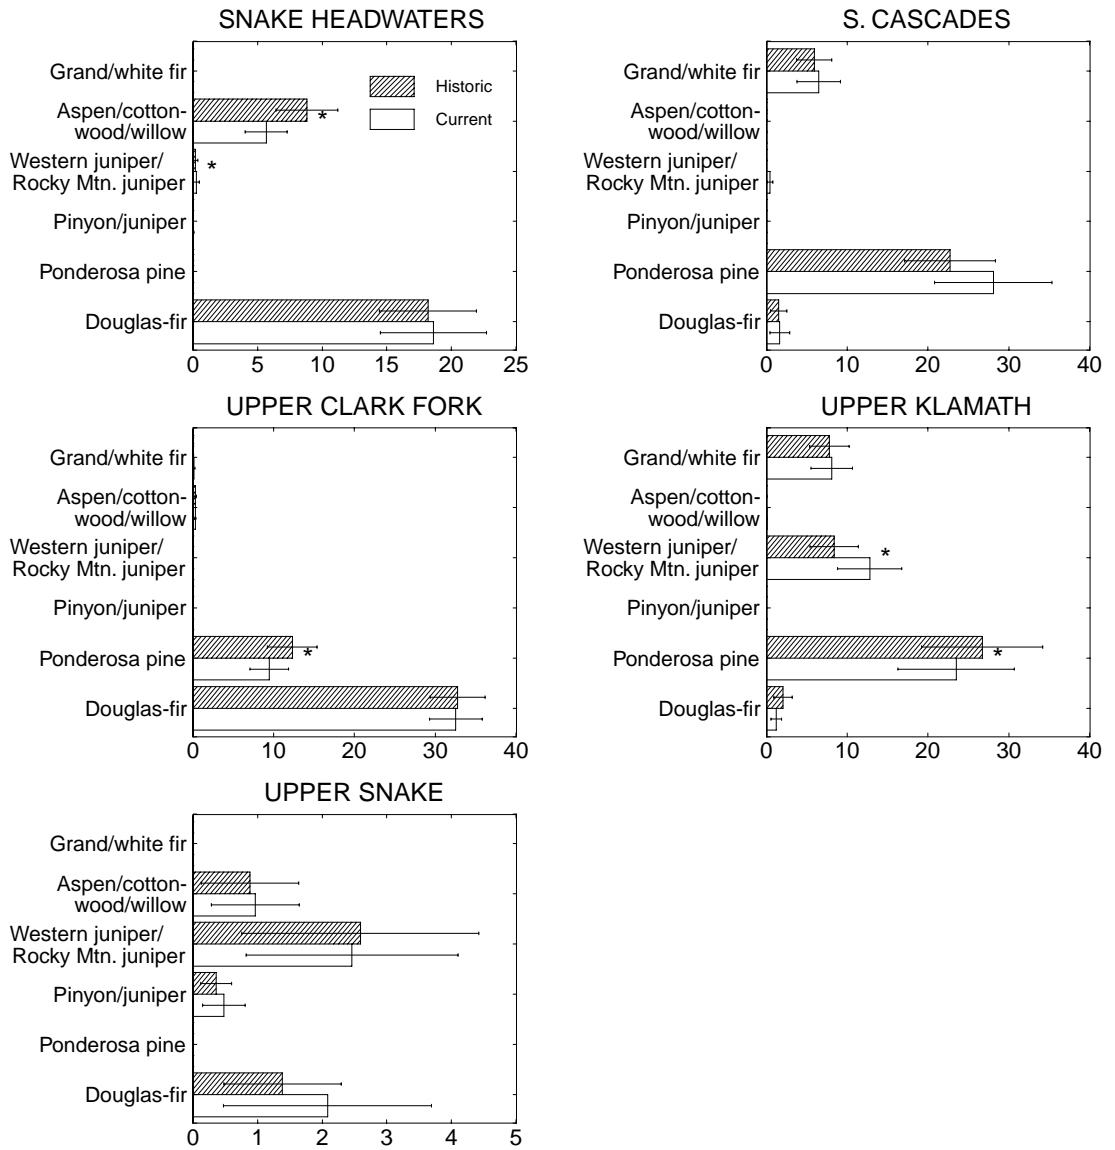 SNAKE HEADWATERS
Grand/white fir
Aspen/cotton-
wood/willow
Western juniper/
Rocky Mtn. juniper
Pinyon/juniper
Ponderosa pine
Douglas-fir
Historic
Current
*
*
0 5 10 15 20 25
S. CASCADES
Grand/white fir
Aspen/cotton-
wood/willow
Western juniper/
Rocky Mtn. juniper
Pinyon/juniper
Ponderosa pine
Douglas-fir
0 10 20 30 40
UPPER CLARK FORK
Grand/white fir
Aspen/cotton-
wood/willow
Western juniper/
Rocky Mtn. juniper
Pinyon/juniper
Ponderosa pine
*
Douglas-fir
0 10 20 30 40
UPPER KLAMATH
Grand/white fir
Aspen/cotton-
wood/willow
Western juniper/
Rocky Mtn. juniper
*
Pinyon/juniper
Ponderosa pine
*
Douglas-fir
0 10 20 30 40
UPPER SNAKE
Grand/white fir
Aspen/cotton-
wood/willow
Western juniper/
Rocky Mtn. juniper
Pinyon/juniper
Ponderosa pine
Douglas-fir
0 1 2 3 4 5